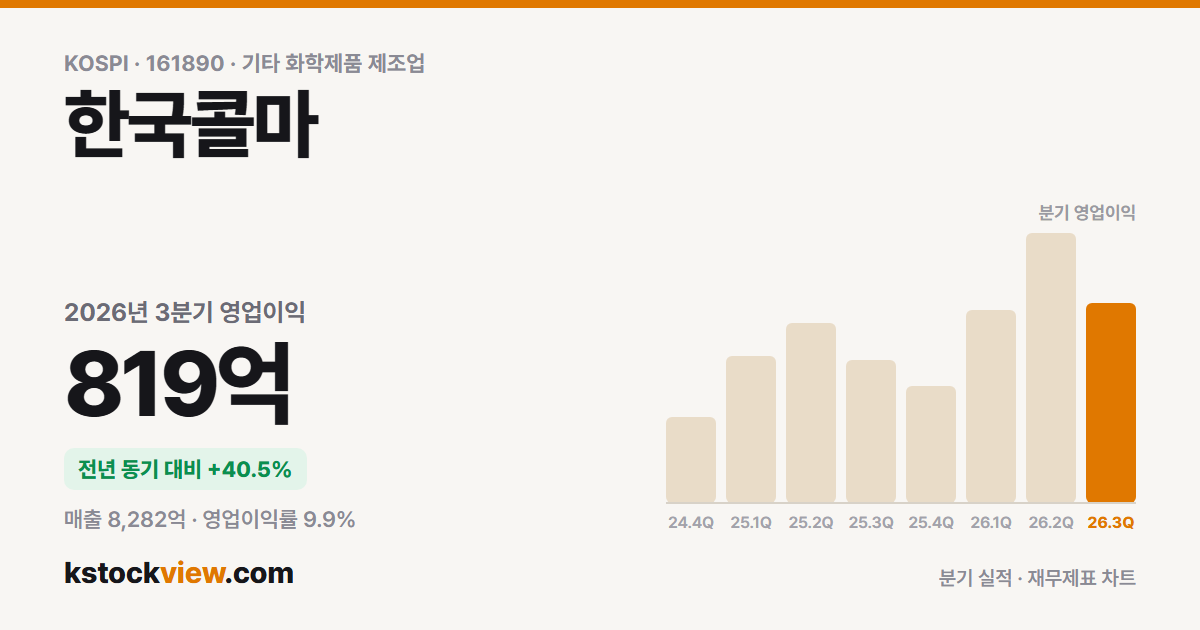 KOSPI · 161890 · 기타 화학제품 제조업
한국콜마
분기 영업이익
2026년 3분기 영업이익
819억
전년 동기 대비 +40.5%
매출 8,282억 · 영업이익률 9.9%
24.4Q 25.1Q 25.2Q 25.3Q 25.4Q 26.1Q 26.2Q 26.3Q
kstockview.com
분기 실적 · 재무제표 차트